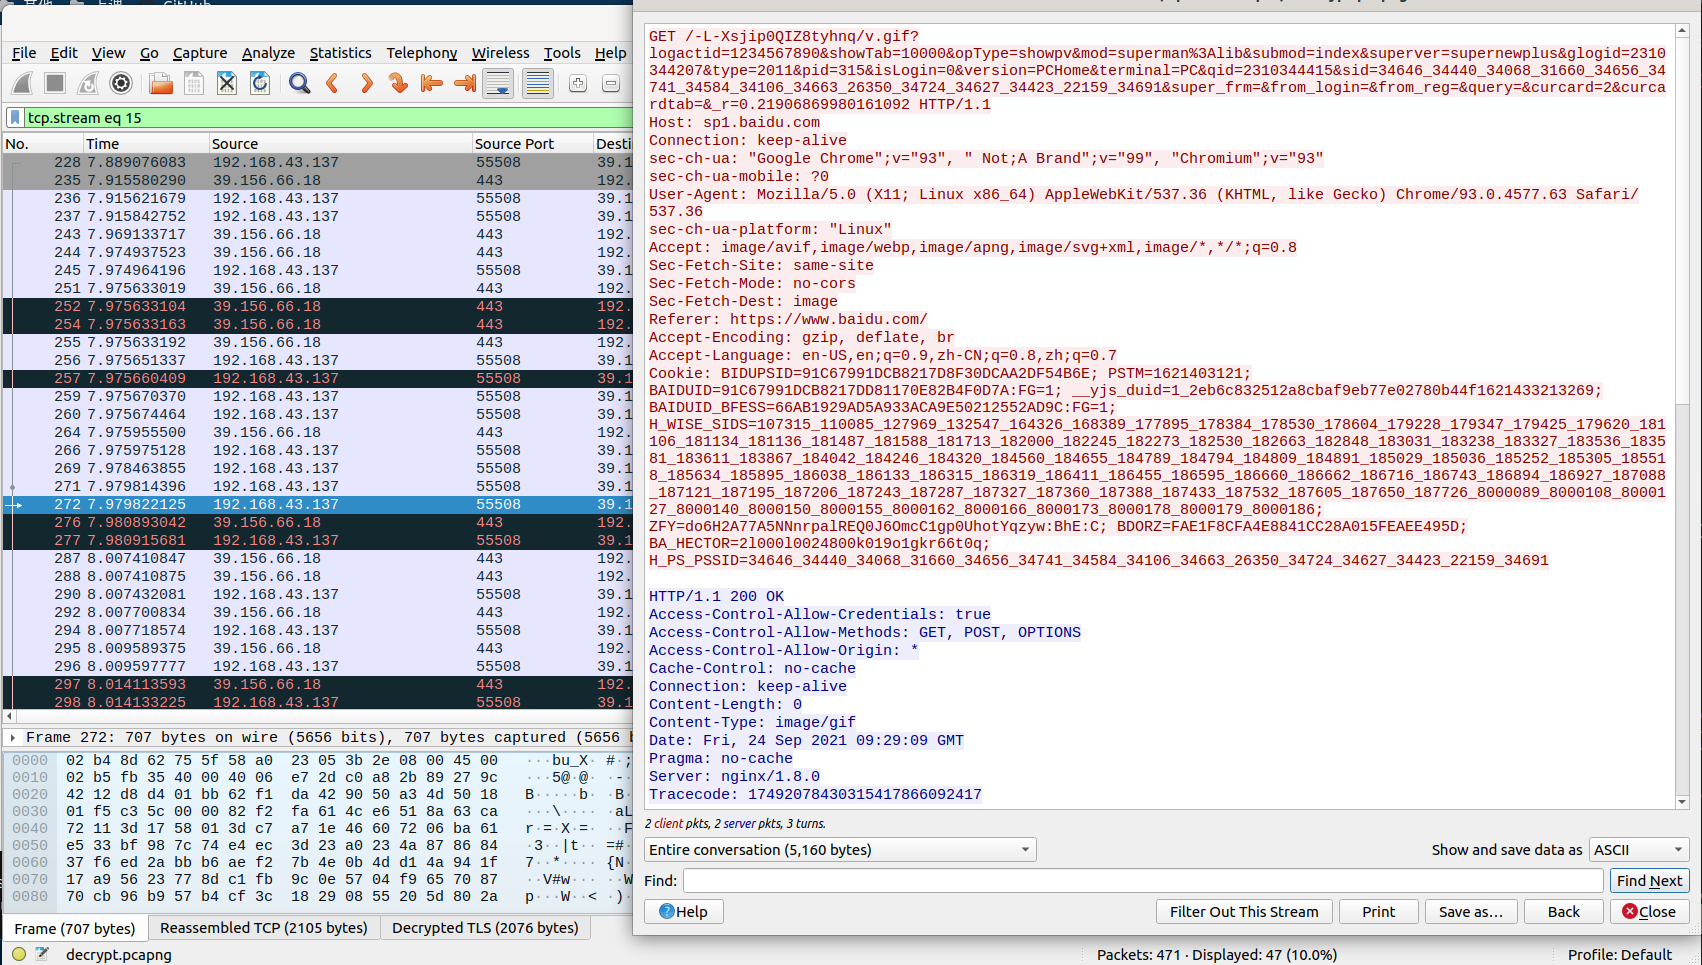 GitHub
File Edit View Go Capture Analyze Statistics Telephony Wireless Tools Help
tcp.stream eq 15
No. Time Source Source Port Desti
228 7.889076083 192.168.43.137 55508 39.1
235 7.915580290 39.156.66.18 443 192.
236 7.915621679 192.168.43.137 55508 39.1
237 7.915842752 192.168.43.137 55508 39.1
243 7.969133717 39.156.66.18 443 192.
244 7.974937523 39.156.66.18 443 192.
245 7.974964196 192.168.43.137 55508 39.1
251 7.975633019 39.156.66.18 443 192.
252 7.975633104 39.156.66.18 443 192.
254 7.975633163 39.156.66.18 443 192.
255 7.975633192 39.156.66.18 443 192.
256 7.975651337 192.168.43.137 55508 39.1
257 7.975660409 192.168.43.137 55508 39.1
259 7.975670370 192.168.43.137 55508 39.1
260 7.975674464 192.168.43.137 55508 39.1
264 7.975955500 39.156.66.18 443 192.
266 7.975975128 192.168.43.137 55508 39.1
269 7.978463855 39.156.66.18 443 192.
271 7.979814396 192.168.43.137 55508 39.1
272 7.979822125 192.168.43.137 55508 39.1
276 7.980893042 39.156.66.18 443 192.
277 7.980915681 192.168.43.137 55508 39.1
287 8.007410847 39.156.66.18 443 192.
288 8.007410875 39.156.66.18 443 192.
290 8.007432081 192.168.43.137 55508 39.1
292 8.007700834 39.156.66.18 443 192.
294 8.007718574 192.168.43.137 55508 39.1
295 8.009589375 39.156.66.18 443 192.
296 8.009597777 192.168.43.137 55508 39.1
297 8.014113593 39.156.66.18 443 192.
298 8.014133225 192.168.43.137 55508 39.1
Frame 272: 707 bytes on wire (5656 bits), 707 bytes captured (5656 b
0000 02 b4 8d 62 75 5f 58 a0 23 05 3b 2e 08 00 45 00 ···bu_X· #·;
0010 02 b5 fb 35 40 00 40 06 e7 2d c0 a8 2b 89 27 9c ···5@·@· ·-·
0020 42 12 d8 d4 01 bb 62 f1 da 42 90 50 a3 4d 50 18 B·····b· ·B·
0030 01 f5 c3 5c 00 00 82 f2 fa 61 4c e6 51 8a 63 ca ···\···· ·aL
0040 72 11 3d 17 58 01 3d c7 a7 1e 46 60 72 06 ba 61 r·=·X·=· ··F
0050 e5 33 bf 98 7c 74 e4 ec 3d 23 a0 23 4a 87 86 84 ·3··|t·· =#·
0060 37 f6 ed 2a bb b6 ae f2 7b 4e 0b 4d d1 4a 94 1f 7··*···· {N·
0070 17 a9 56 23 77 8d c1 fb 9c 0e 57 04 f9 65 70 87 ··V#w··· ··W
0080 70 cb 96 b9 57 b4 cf 3c 18 29 08 55 20 5d 80 2a p···W··< ·)·
Frame (707 bytes) Reassembled TCP (2105 bytes) Decrypted TLS (2076 bytes)
decrypt.pcapng
GET /-L-Xsjip0QIZ8tyhnq/v.gif?
logactid=1234567890&showTab=10000&opType=showpv&mod=superman%3Alib&submod=index&superver=supernewplus&glogid=2310
344207&type=2011&pid=315&isLogin=0&version=PCHome&terminal=PC&qid=2310344415&sid=34646_34440_34068_31660_34656_34
741_34584_34106_34663_26350_34724_34627_34423_22159_34691&super_frm=&from_login=&from_reg=&query=&curcard=2&curca
rdtab=&_r=0.21906869980161092 HTTP/1.1
Host: sp1.baidu.com
Connection: keep-alive
sec-ch-ua: "Google Chrome";v="93", " Not;A Brand";v="99", "Chromium";v="93"
sec-ch-ua-mobile: ?0
User-Agent: Mozilla/5.0 (X11; Linux x86_64) AppleWebKit/537.36 (KHTML, like Gecko) Chrome/93.0.4577.63 Safari/
537.36
sec-ch-ua-platform: "Linux"
Accept: image/avif,image/webp,image/apng,image/svg+xml,image/*,*/*;q=0.8
Sec-Fetch-Site: same-site
Sec-Fetch-Mode: no-cors
Sec-Fetch-Dest: image
Referer: https://www.baidu.com/
Accept-Encoding: gzip, deflate, br
Accept-Language: en-US,en;q=0.9,zh-CN;q=0.8,zh;q=0.7
Cookie: BIDUPSID=91C67991DCB8217D8F30DCAA2DF54B6E; PSTM=1621403121;
BAIDUID=91C67991DCB8217DD81170E82B4F0D7A:FG=1; __yjs_duid=1_2eb6c832512a8cbaf9eb77e02780b44f1621433213269;
BAIDUID_BFESS=66AB1929AD5A933ACA9E50212552AD9C:FG=1;
H_WISE_SIDS=107315_110085_127969_132547_164326_168389_177895_178384_178530_178604_179228_179347_179425_179620_181
106_181134_181136_181487_181588_181713_182000_182245_182273_182530_182663_182848_183031_183238_183327_183536_1835
81_183611_183867_184042_184246_184320_184560_184655_184789_184794_184809_184891_185029_185036_185252_185305_18551
8_185634_185895_186038_186133_186315_186319_186411_186455_186595_186660_186662_186716_186743_186894_186927_187088
_187121_187195_187206_187243_187287_187327_187360_187388_187433_187532_187605_187650_187726_8000089_8000108_80001
27_8000140_8000150_8000155_8000162_8000166_8000173_8000178_8000179_8000186;
ZFY=do6H2A77A5NNnrpalREQ0J6OmcC1gp0UhotYqzyw:BhE:C; BDORZ=FAE1F8CFA4E8841CC28A015FEAEE495D;
BA_HECTOR=2l000l0024800k019o1gkr66t0q;
H_PS_PSSID=34646_34440_34068_31660_34656_34741_34584_34106_34663_26350_34724_34627_34423_22159_34691
HTTP/1.1 200 OK
Access-Control-Allow-Credentials: true
Access-Control-Allow-Methods: GET, POST, OPTIONS
Access-Control-Allow-Origin: *
Cache-Control: no-cache
Connection: keep-alive
Content-Length: 0
Content-Type: image/gif
Date: Fri, 24 Sep 2021 09:29:09 GMT
Pragma: no-cache
Server: nginx/1.8.0
Tracecode: 17492078430315417866092417
2 client pkts, 2 server pkts, 3 turns.
Entire conversation (5,160 bytes) Show and save data as ASCII
Find: Find Next
Help Filter Out This Stream Print Save as… Back Close
Packets: 471 · Displayed: 47 (10.0%) Profile: Default